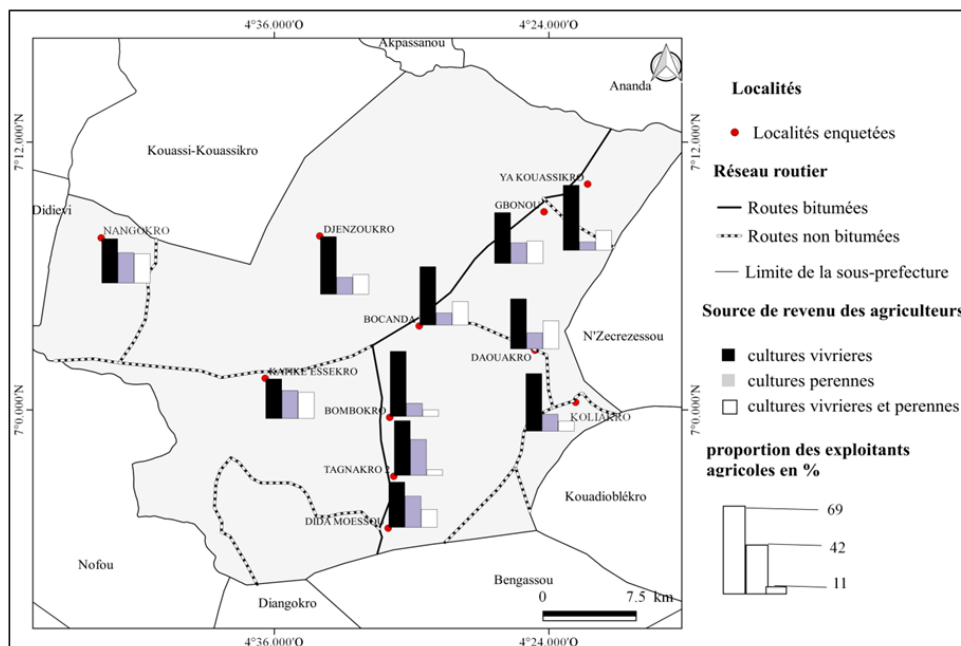 4°36.000'O
4°24.000'O
Akpassanou
Ananda
7°12.000'N
7°12.000'N
Kouassi-Kouassikro
YA KOUASSIKRO
GBONOU
Didievi
NANGOKRO
DJENZOUKRO
BOCANDA
N'Zecrezessou
DAOUAKRO
KANKE ESSEKRO
7°0.000'N
7°0.000'N
BOMBOKRO
KOLIAKRO
TAGNAKRO 2
Kouadioblékro
DIDA MOESSOU
Nofou
Bengassou
Diangokro
0
7.5 km
4°36.000'O
4°24.000'O
Localités
Localités enquetées
Réseau routier
Routes bitumées
Routes non bitumées
Limite de la sous-prefecture
Source de revenu des agriculteurs
cultures vivrieres
cultures perennes
cultures vivrieres et perennes
proportion des exploitants
agricoles en %
69
42
11